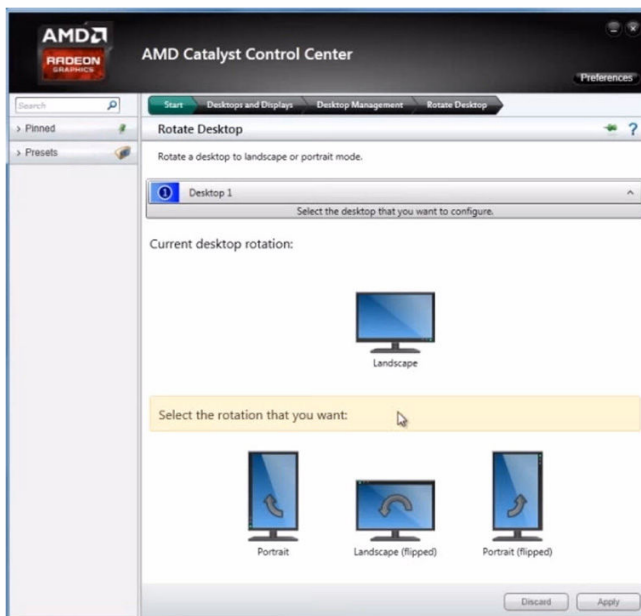 AMD
RADEON
GRAPHICS
AMD Catalyst Control Center
Preferences
Search
Start
Desktops and Displays
Desktop Management
Rotate Desktop
Pinned
Presets
Rotate Desktop
?
Rotate a desktop to landscape or portrait mode.
1
Desktop 1
Select the desktop that you want to configure.
Current desktop rotation:
Landscape
Select the rotation that you want:
Portrait
Landscape (flipped)
Portrait (flipped)
Discard
Apply